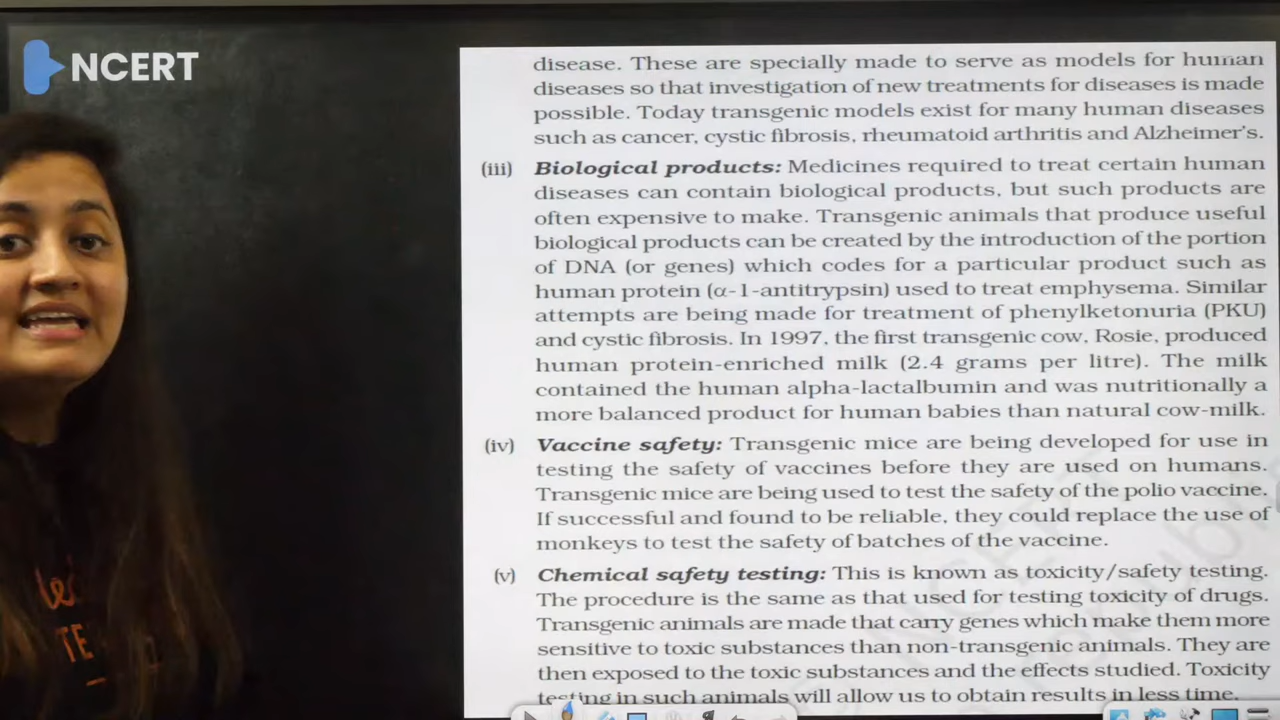 NCERT
disease. These are specially made to serve as models for human
diseases so that investigation of new treatments for diseases is made
possible. Today transgenic models exist for many human diseases
such as cancer, cystic fibrosis, rheumatoid arthritis and Alzheimer's.
(iii) Biological products: Medicines required to treat certain human
diseases can contain biological products, but such products are
often expensive to make. Transgenic animals that produce useful
biological products can be created by the introduction of the portion
of DNA (or genes) which codes for a particular product such as
human protein (α-1-antitrypsin) used to treat emphysema. Similar
attempts are being made for treatment of phenylketonuria (PKU)
and cystic fibrosis. In 1997, the first transgenic cow, Rosie, produced
human protein-enriched milk (2.4 grams per litre). The milk
contained the human alpha-lactalbumin and was nutritionally a
more balanced product for human babies than natural cow-milk.
(iv) Vaccine safety: Transgenic mice are being developed for use in
testing the safety of vaccines before they are used on humans.
Transgenic mice are being used to test the safety of the polio vaccine.
If successful and found to be reliable, they could replace the use of
monkeys to test the safety of batches of the vaccine.
(v) Chemical safety testing: This is known as toxicity/safety testing.
The procedure is the same as that used for testing toxicity of drugs.
Transgenic animals are made that carry genes which make them more
sensitive to toxic substances than non-transgenic animals. They are
then exposed to the toxic substances and the effects studied. Toxicity
testing in such animals will allow us to obtain results in less time.